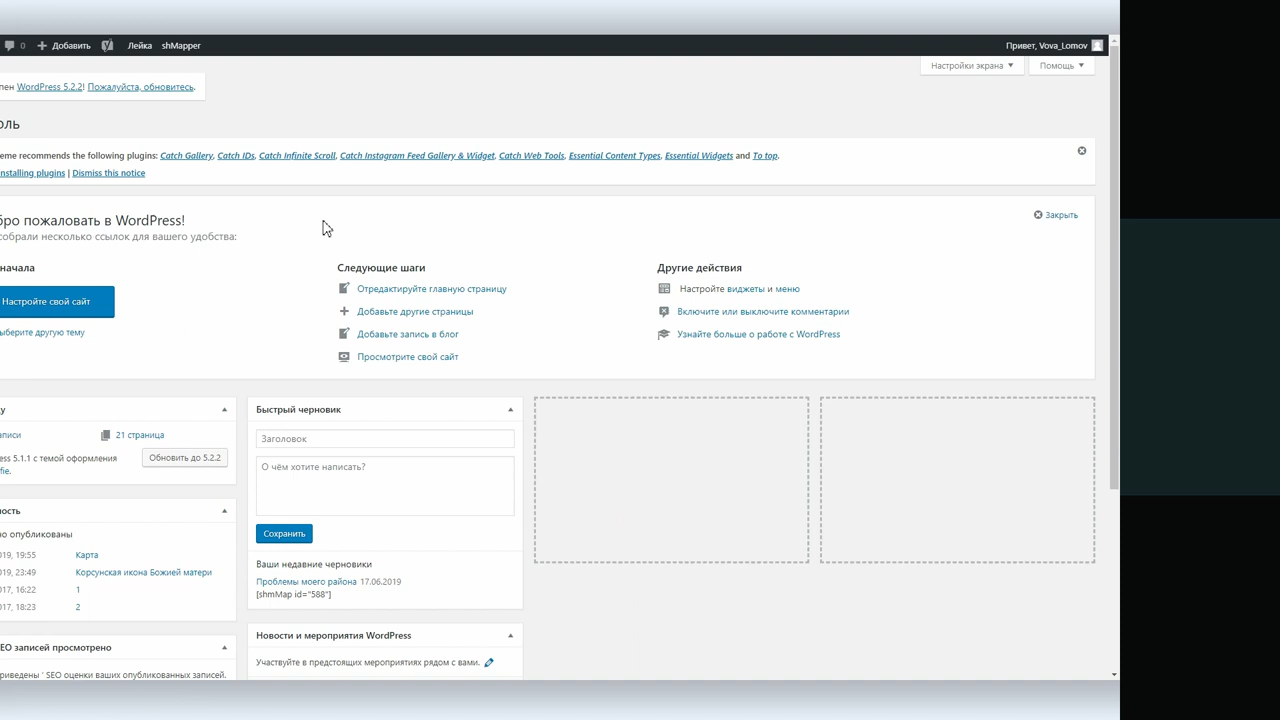 0 Добавить Лейка shMapper Привет, Vova_Lomov
Настройки экрана Помощь
пен WordPress 5.2.2! Пожалуйста, обновитесь.
оль
eme recommends the following plugins: Catch Gallery, Catch IDs, Catch Infinite Scroll, Catch Instagram Feed Gallery & Widget, Catch Web Tools, Essential Content Types, Essential Widgets and To top.
nstalling plugins | Dismiss this notice
бро пожаловать в WordPress!
собрали несколько ссылок для вашего удобства:
Закрыть
начала
Настройте свой сайт
ыберите другую тему
Следующие шаги
Отредактируйте главную страницу
Добавьте другие страницы
Добавьте запись в блог
Просмотрите свой сайт
Другие действия
Настройте виджеты и меню
Включите или выключите комментарии
Узнайте больше о работе с WordPress
у
аписи 21 страница
ess 5.1.1 с темой оформления Обновить до 5.2.2
fie.
ность
но опубликованы
019, 19:55 Карта
019, 23:49 Корсунская икона Божией матери
017, 16:22 1
017, 18:23 2
EO записей просмотрено
риведены ' SEO оценки ваших опубликованных записей.
Быстрый черновик
Заголовок
О чём хотите написать?
Сохранить
Ваши недавние черновики
Проблемы моего района 17.06.2019
[shmMap id="588"]
Новости и мероприятия WordPress
Участвуйте в предстоящих мероприятиях рядом с вами.